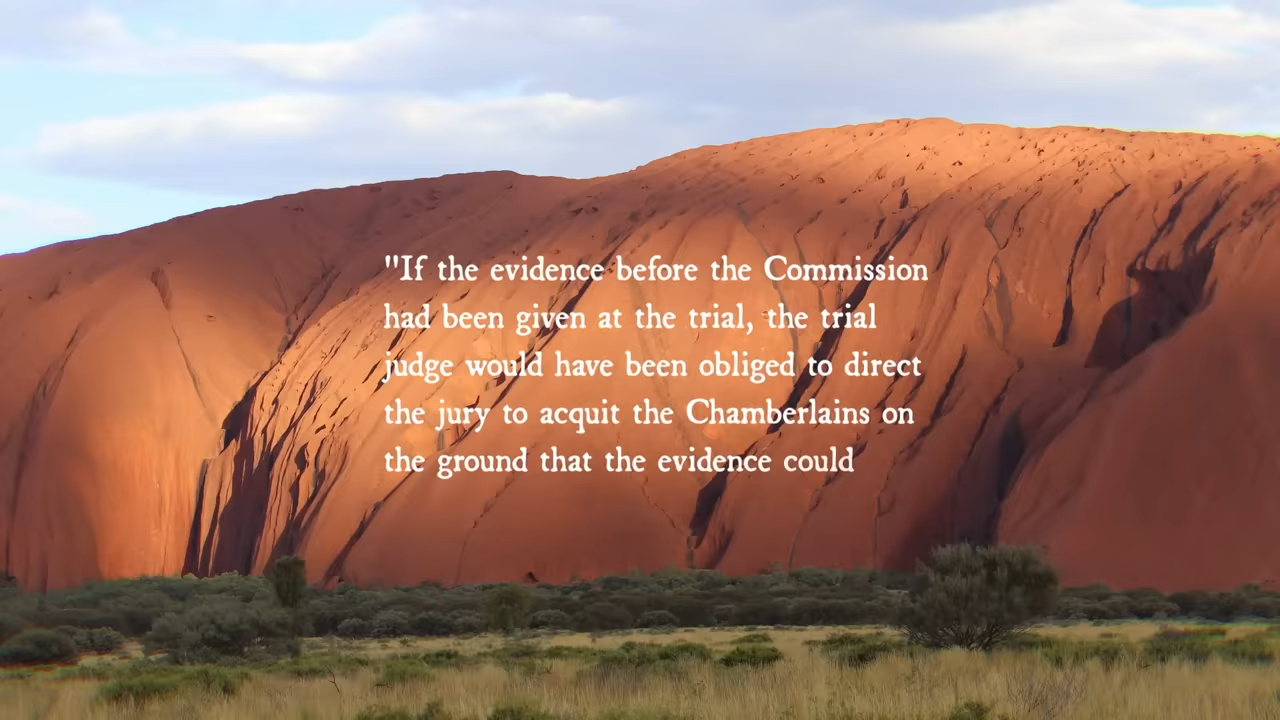 "If the evidence before the Commission
had been given at the trial, the trial
judge would have been obliged to direct
the jury to acquit the Chamberlains on
the ground that the evidence could